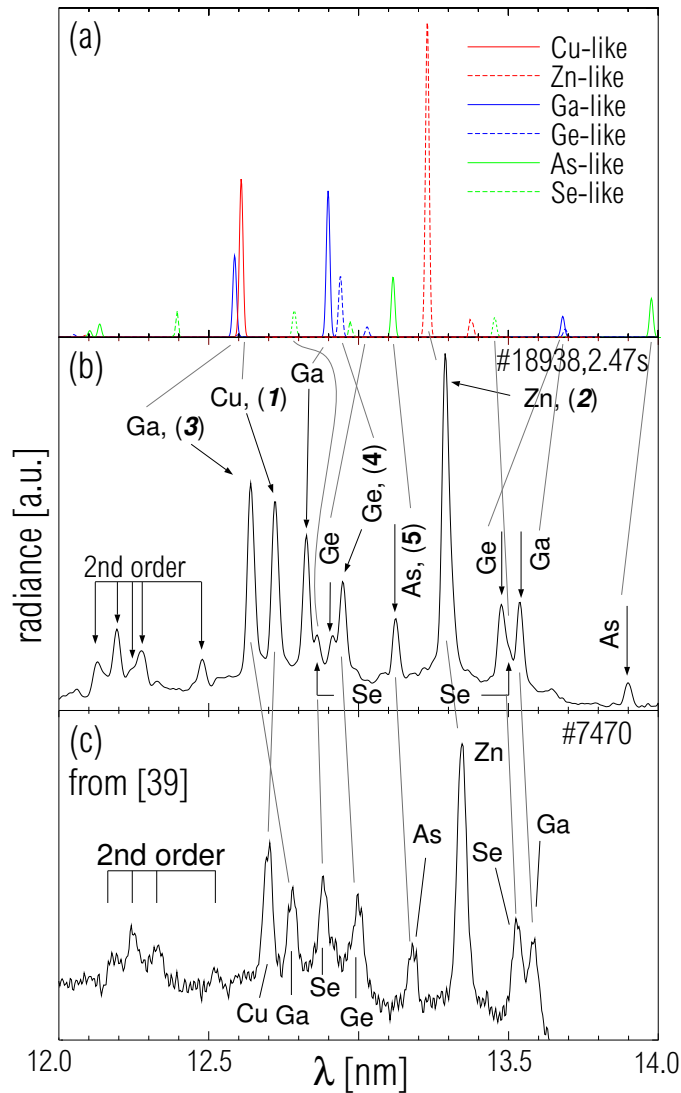 (a)
Cu-like
Zn-like
Ga-like
Ge-like
As-like
Se-like
(b)
#18938,2.47s
Ga
Cu, (1)
Zn, (2)
Ga, (3)
Ge, (4)
Ge
As, (5)
Ge
Ga
2nd order
As
Se
Se
radiance [a.u.]
(c)
#7470
from [39]
Zn
As
Ga
Se
2nd order
Se
Cu
Ga
Ge
12.0
12.5
13.0
13.5
14.0
λ [nm]